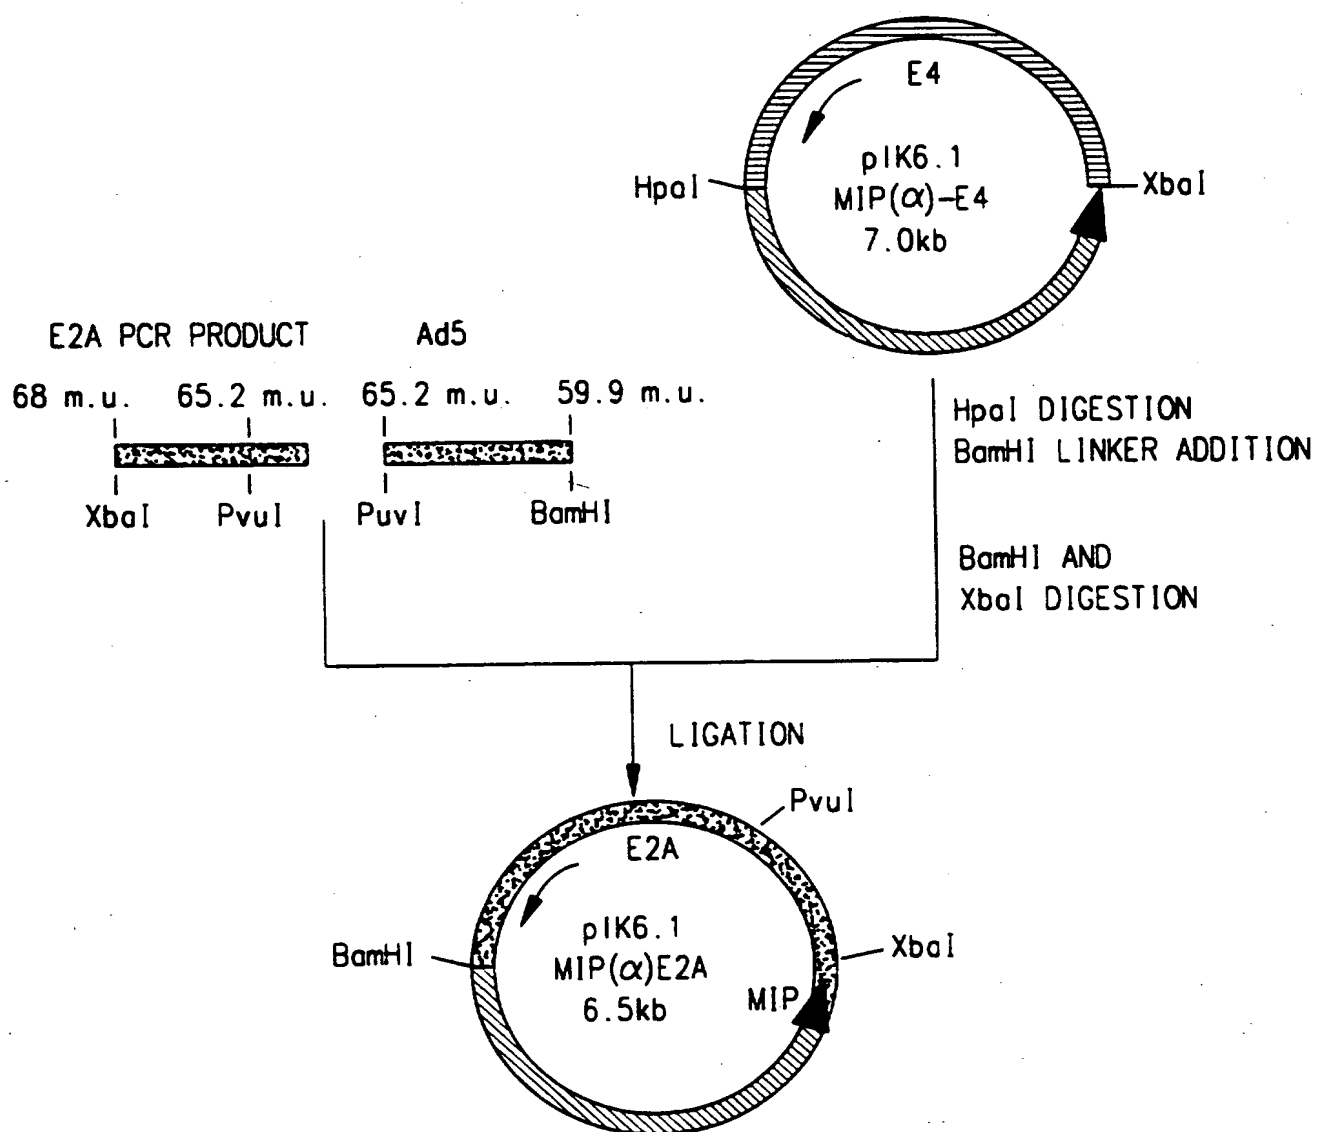 E4
pIK6.1
MIP(α)-E4
7.0kb
HpaI
XbaI
E2A PCR PRODUCT
Ad5
68 m.u.
65.2 m.u.
65.2 m.u.
59.9 m.u.
XbaI
PvuI
PuvI
BamHI
HpaI DIGESTION
BamHI LINKER ADDITION
BamHI AND
XbaI DIGESTION
LIGATION
PvuI
E2A
BamHI
pIK6.1
MIP(α)E2A
6.5kb
MIP
XbaI